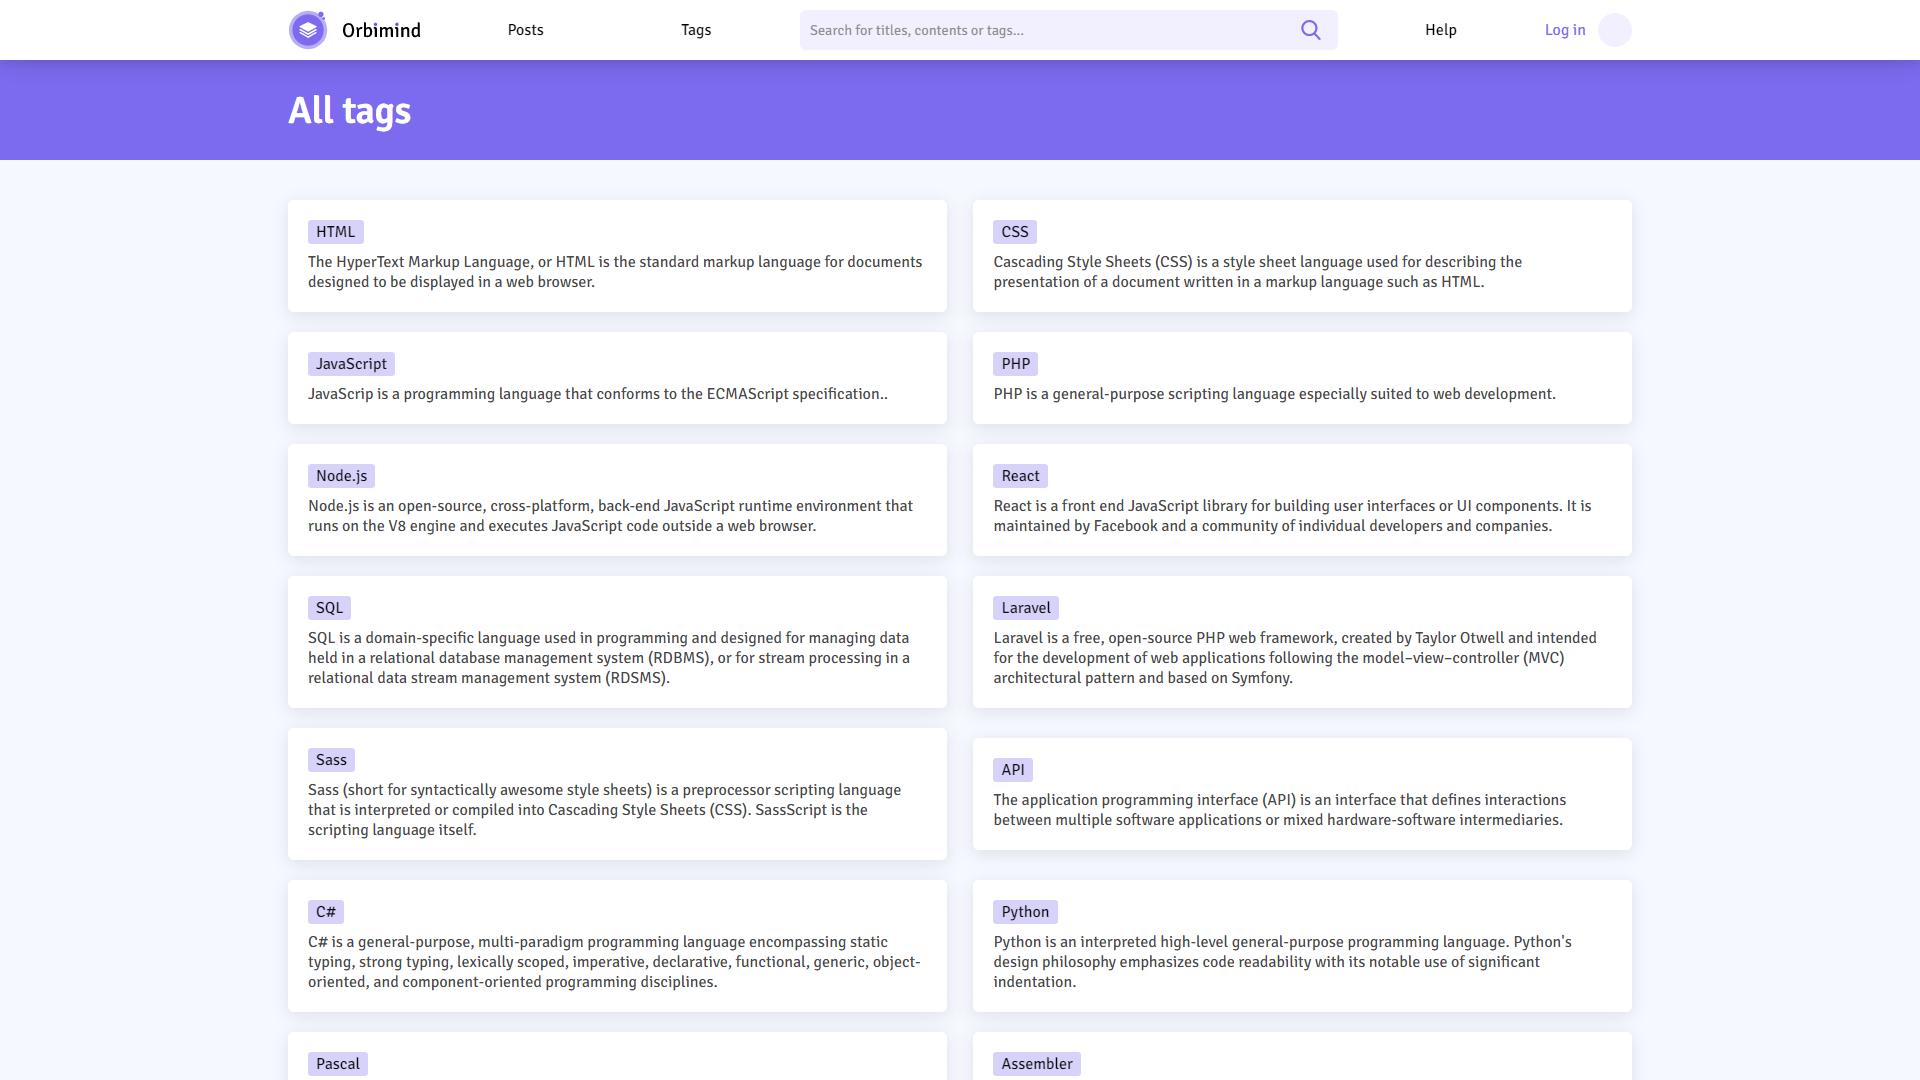 Orbimind
Posts
Tags
Search for titles, contents or tags...
Help
Log in
All tags
HTML
The HyperText Markup Language, or HTML is the standard markup language for documents
designed to be displayed in a web browser.
CSS
Cascading Style Sheets (CSS) is a style sheet language used for describing the
presentation of a document written in a markup language such as HTML.
JavaScript
JavaScrip is a programming language that conforms to the ECMAScript specification..
PHP
PHP is a general-purpose scripting language especially suited to web development.
Node.js
Node.js is an open-source, cross-platform, back-end JavaScript runtime environment that
runs on the V8 engine and executes JavaScript code outside a web browser.
React
React is a front end JavaScript library for building user interfaces or UI components. It is
maintained by Facebook and a community of individual developers and companies.
SQL
SQL is a domain-specific language used in programming and designed for managing data
held in a relational database management system (RDBMS), or for stream processing in a
relational data stream management system (RDSMS).
Laravel
Laravel is a free, open-source PHP web framework, created by Taylor Otwell and intended
for the development of web applications following the model–view–controller (MVC)
architectural pattern and based on Symfony.
Sass
Sass (short for syntactically awesome style sheets) is a preprocessor scripting language
that is interpreted or compiled into Cascading Style Sheets (CSS). SassScript is the
scripting language itself.
API
The application programming interface (API) is an interface that defines interactions
between multiple software applications or mixed hardware-software intermediaries.
C#
C# is a general-purpose, multi-paradigm programming language encompassing static
typing, strong typing, lexically scoped, imperative, declarative, functional, generic, object-
oriented, and component-oriented programming disciplines.
Python
Python is an interpreted high-level general-purpose programming language. Python's
design philosophy emphasizes code readability with its notable use of significant
indentation.
Pascal
Assembler